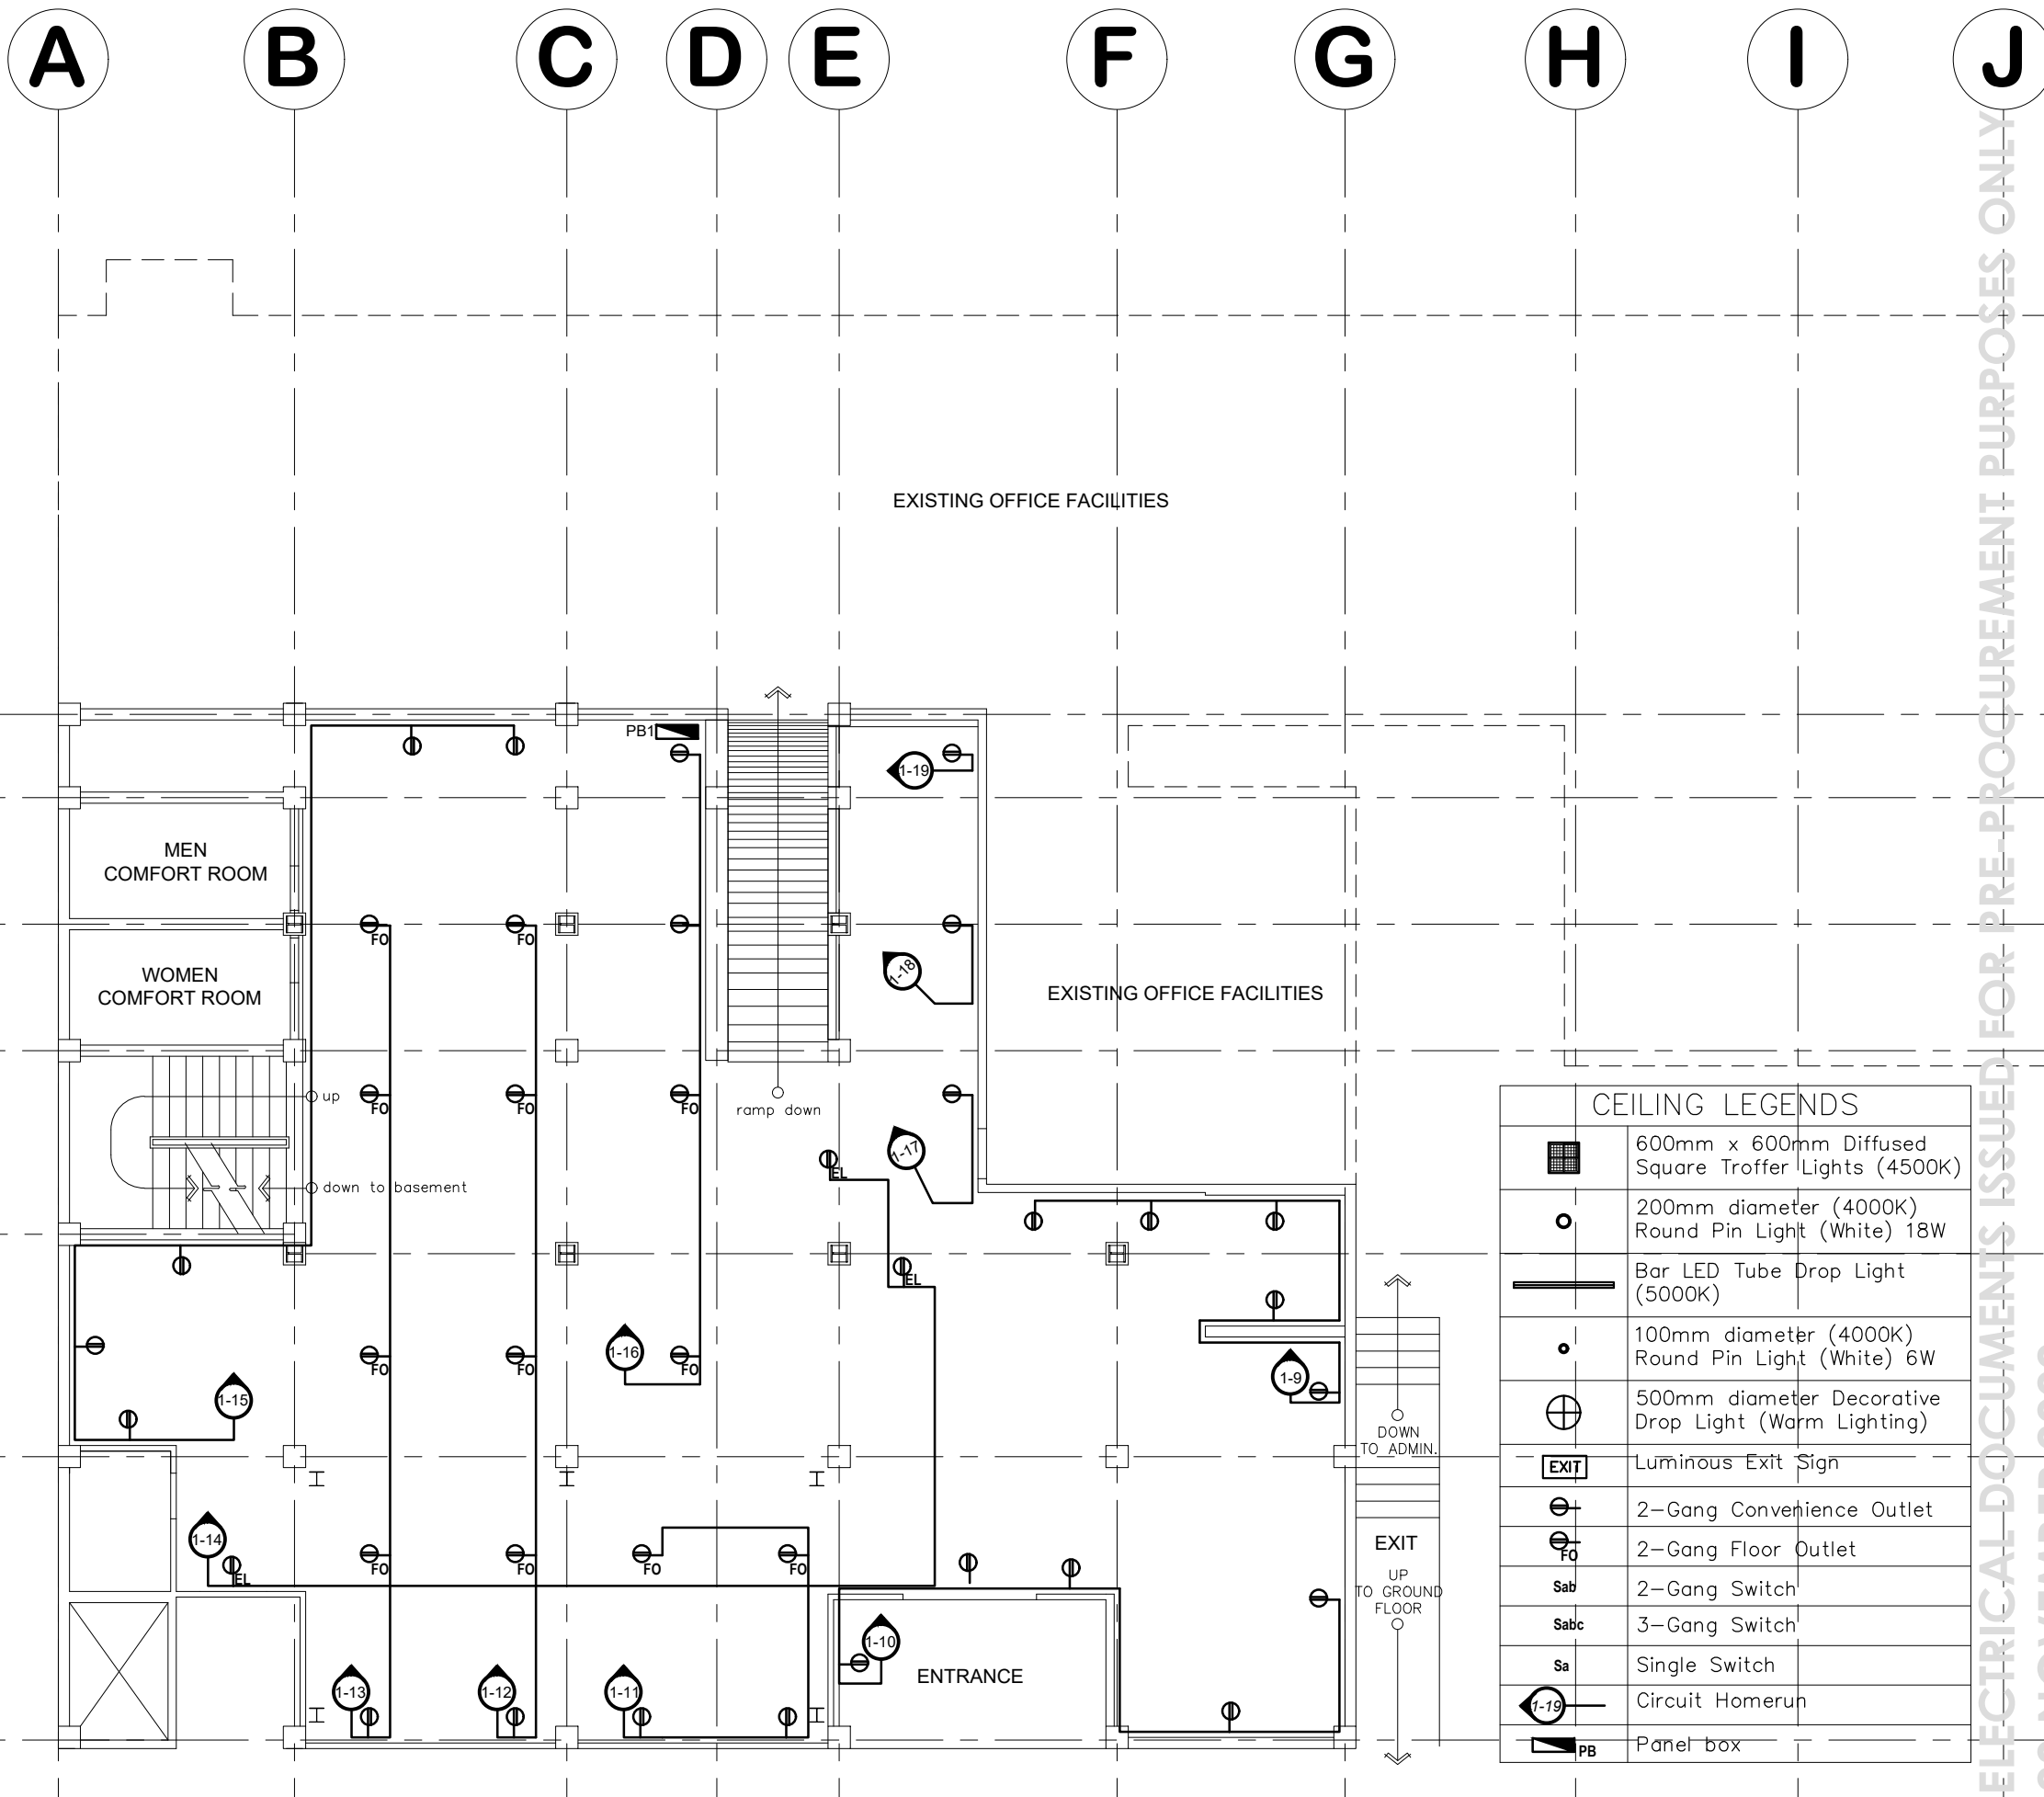 A B C D E F G H I J
EXISTING OFFICE FACILITIES
PB1
1-19
MEN
COMFORT ROOM
FO FO
1-18
WOMEN
COMFORT ROOM
EXISTING OFFICE FACILITIES
up
FO FO FO
ramp down
1-17
EL
down to basement
EL
1-16
FO FO FO
1-9
1-15
DOWN
TO ADMIN.
1-14
EL
FO FO FO FO
EXIT
UP
TO GROUND
FLOOR
1-10
ENTRANCE
1-13 1-12 1-11
CEILING LEGENDS
600mm x 600mm Diffused
Square Troffer Lights (4500K)
200mm diameter (4000K)
Round Pin Light (White) 18W
Bar LED Tube Drop Light
(5000K)
100mm diameter (4000K)
Round Pin Light (White) 6W
500mm diameter Decorative
Drop Light (Warm Lighting)
EXIT Luminous Exit Sign
2-Gang Convenience Outlet
FO 2-Gang Floor Outlet
Sab 2-Gang Switch
Sabc 3-Gang Switch
Sa Single Switch
1-19 Circuit Homerun
PB Panel box
ELECTRICAL DOCUMENTS ISSUED FOR PRE-PROCUREMENT PURPOSES ONLY